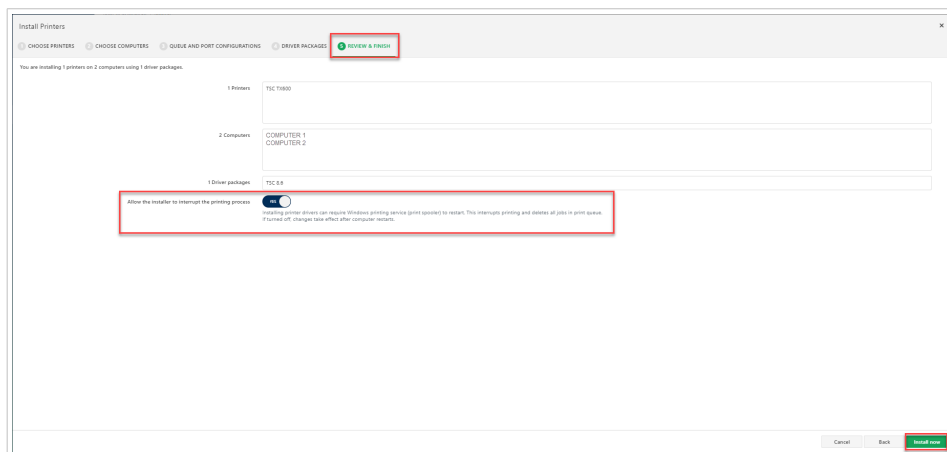 Install Printers
×
1 CHOOSE PRINTERS 2 CHOOSE COMPUTERS 3 QUEUE AND PORT CONFIGURATIONS 4 DRIVER PACKAGES 5 REVIEW & FINISH
You are installing 1 printers on 2 computers using 1 driver packages.
1 Printers TSC TX600
2 Computers COMPUTER 1
COMPUTER 2
1 Driver packages TSC 8.6
Allow the installer to interrupt the printing process YES
Installing printer drivers can require Windows printing service (print spooler) to restart. This interrupts printing and deletes all jobs in print queue.
If turned off: changes take effect after computer restarts.
Cancel Back Install now